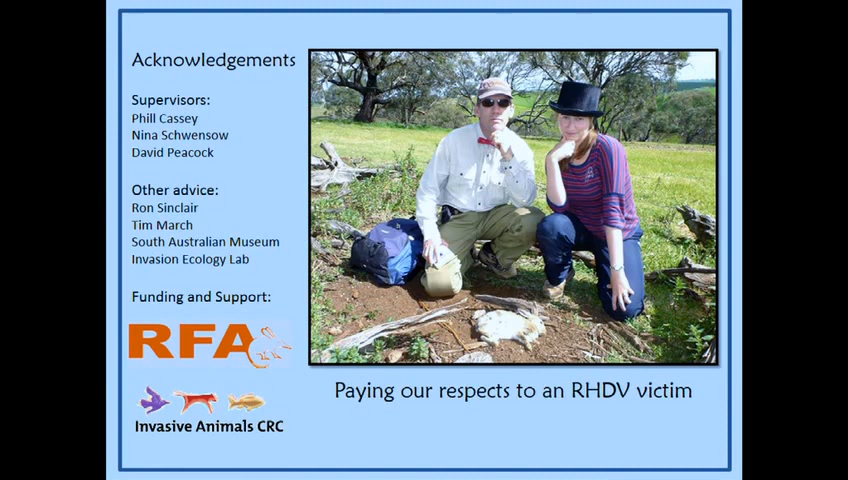 Acknowledgements
Supervisors:
Phill Cassey
Nina Schwensow
David Peacock
Other advice:
Ron Sinclair
Tim March
South Australian Museum
Invasion Ecology Lab
Funding and Support:
RFA
Invasive Animals CRC
Paying our respects to an RHDV victim